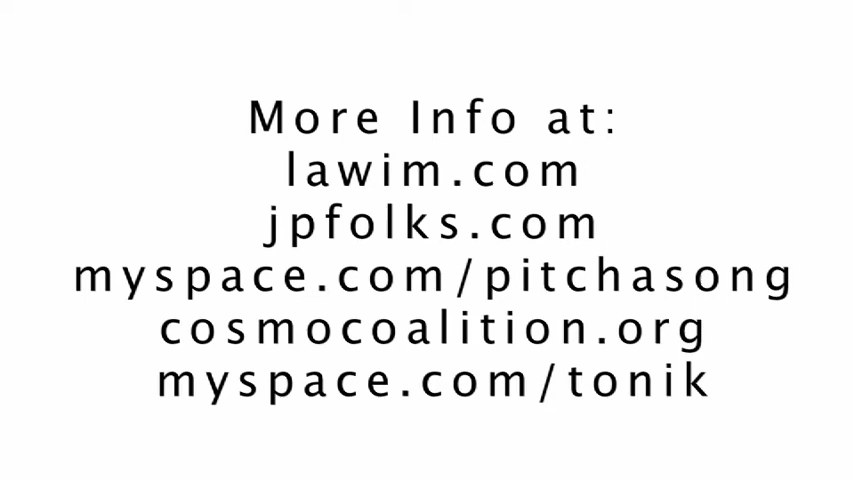 More Info at:
lawim.com
jpfolks.com
myspace.com/pitchasong
cosmocoalition.org
myspace.com/tonik